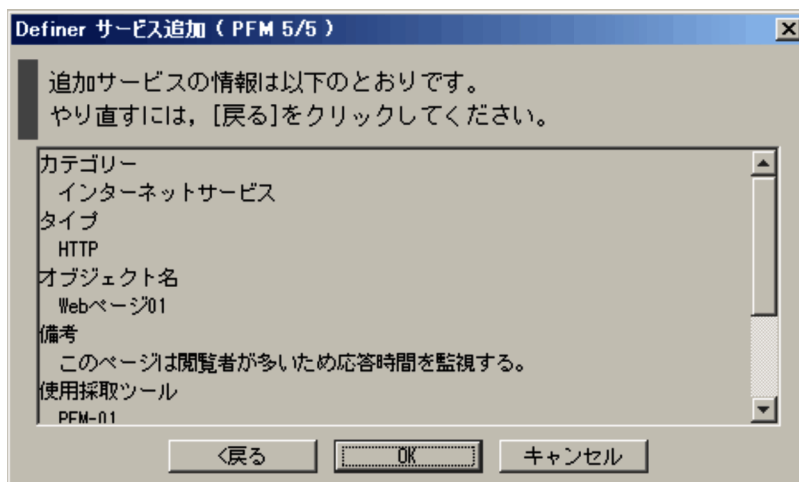 Definer サービス追加 ( PFM 5/5 )
追加サービスの情報は以下のとおりです。
やり直すには，[戻る]をクリックしてください。
カテゴリー
インターネットサービス
タイプ
HTTP
オブジェクト名
Webページ01
備考
このページは閲覧者が多いため応答時間を監視する。
使用採取ツール
PFM-01
<戻る OK キャンセル